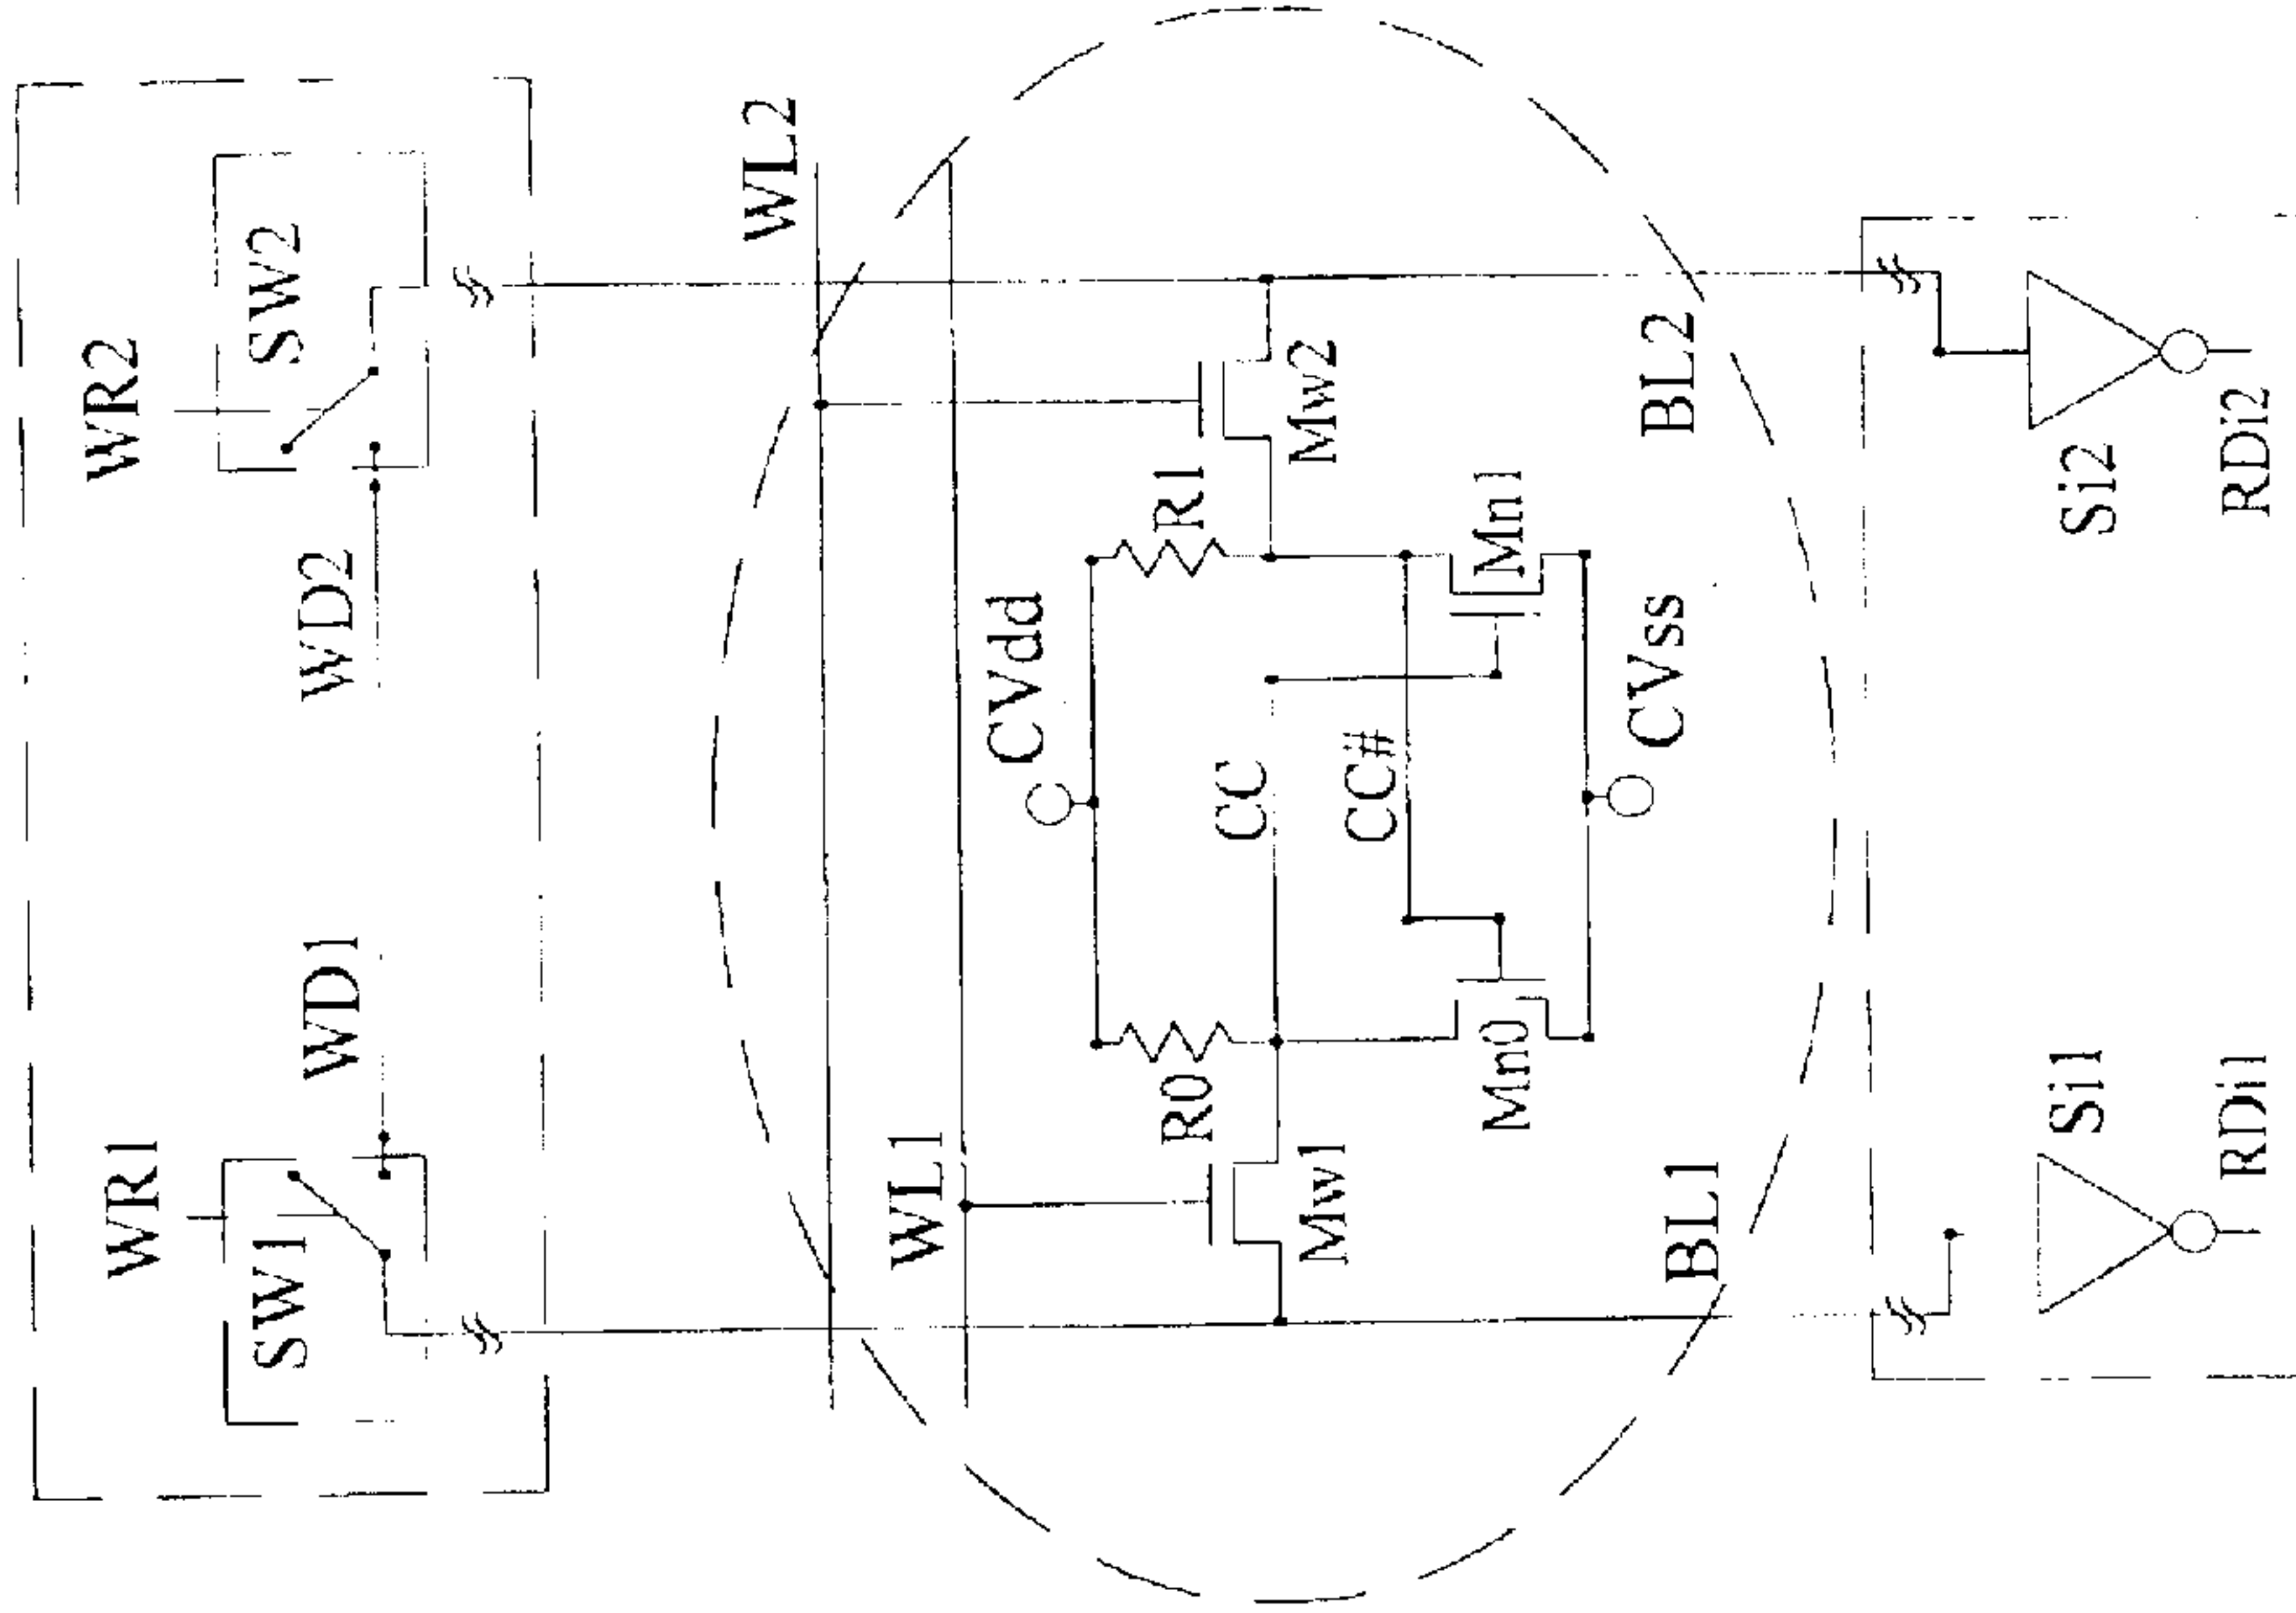 WR1
WR2
SW1
SW2
WD1
WD2
WL2
WL1
CVdd
R0
R1
CC
Mw1
Mw2
CC#
Mn0
Mn1
CVss
BL1
BL2
Si1
Si2
RDi1
RDi2